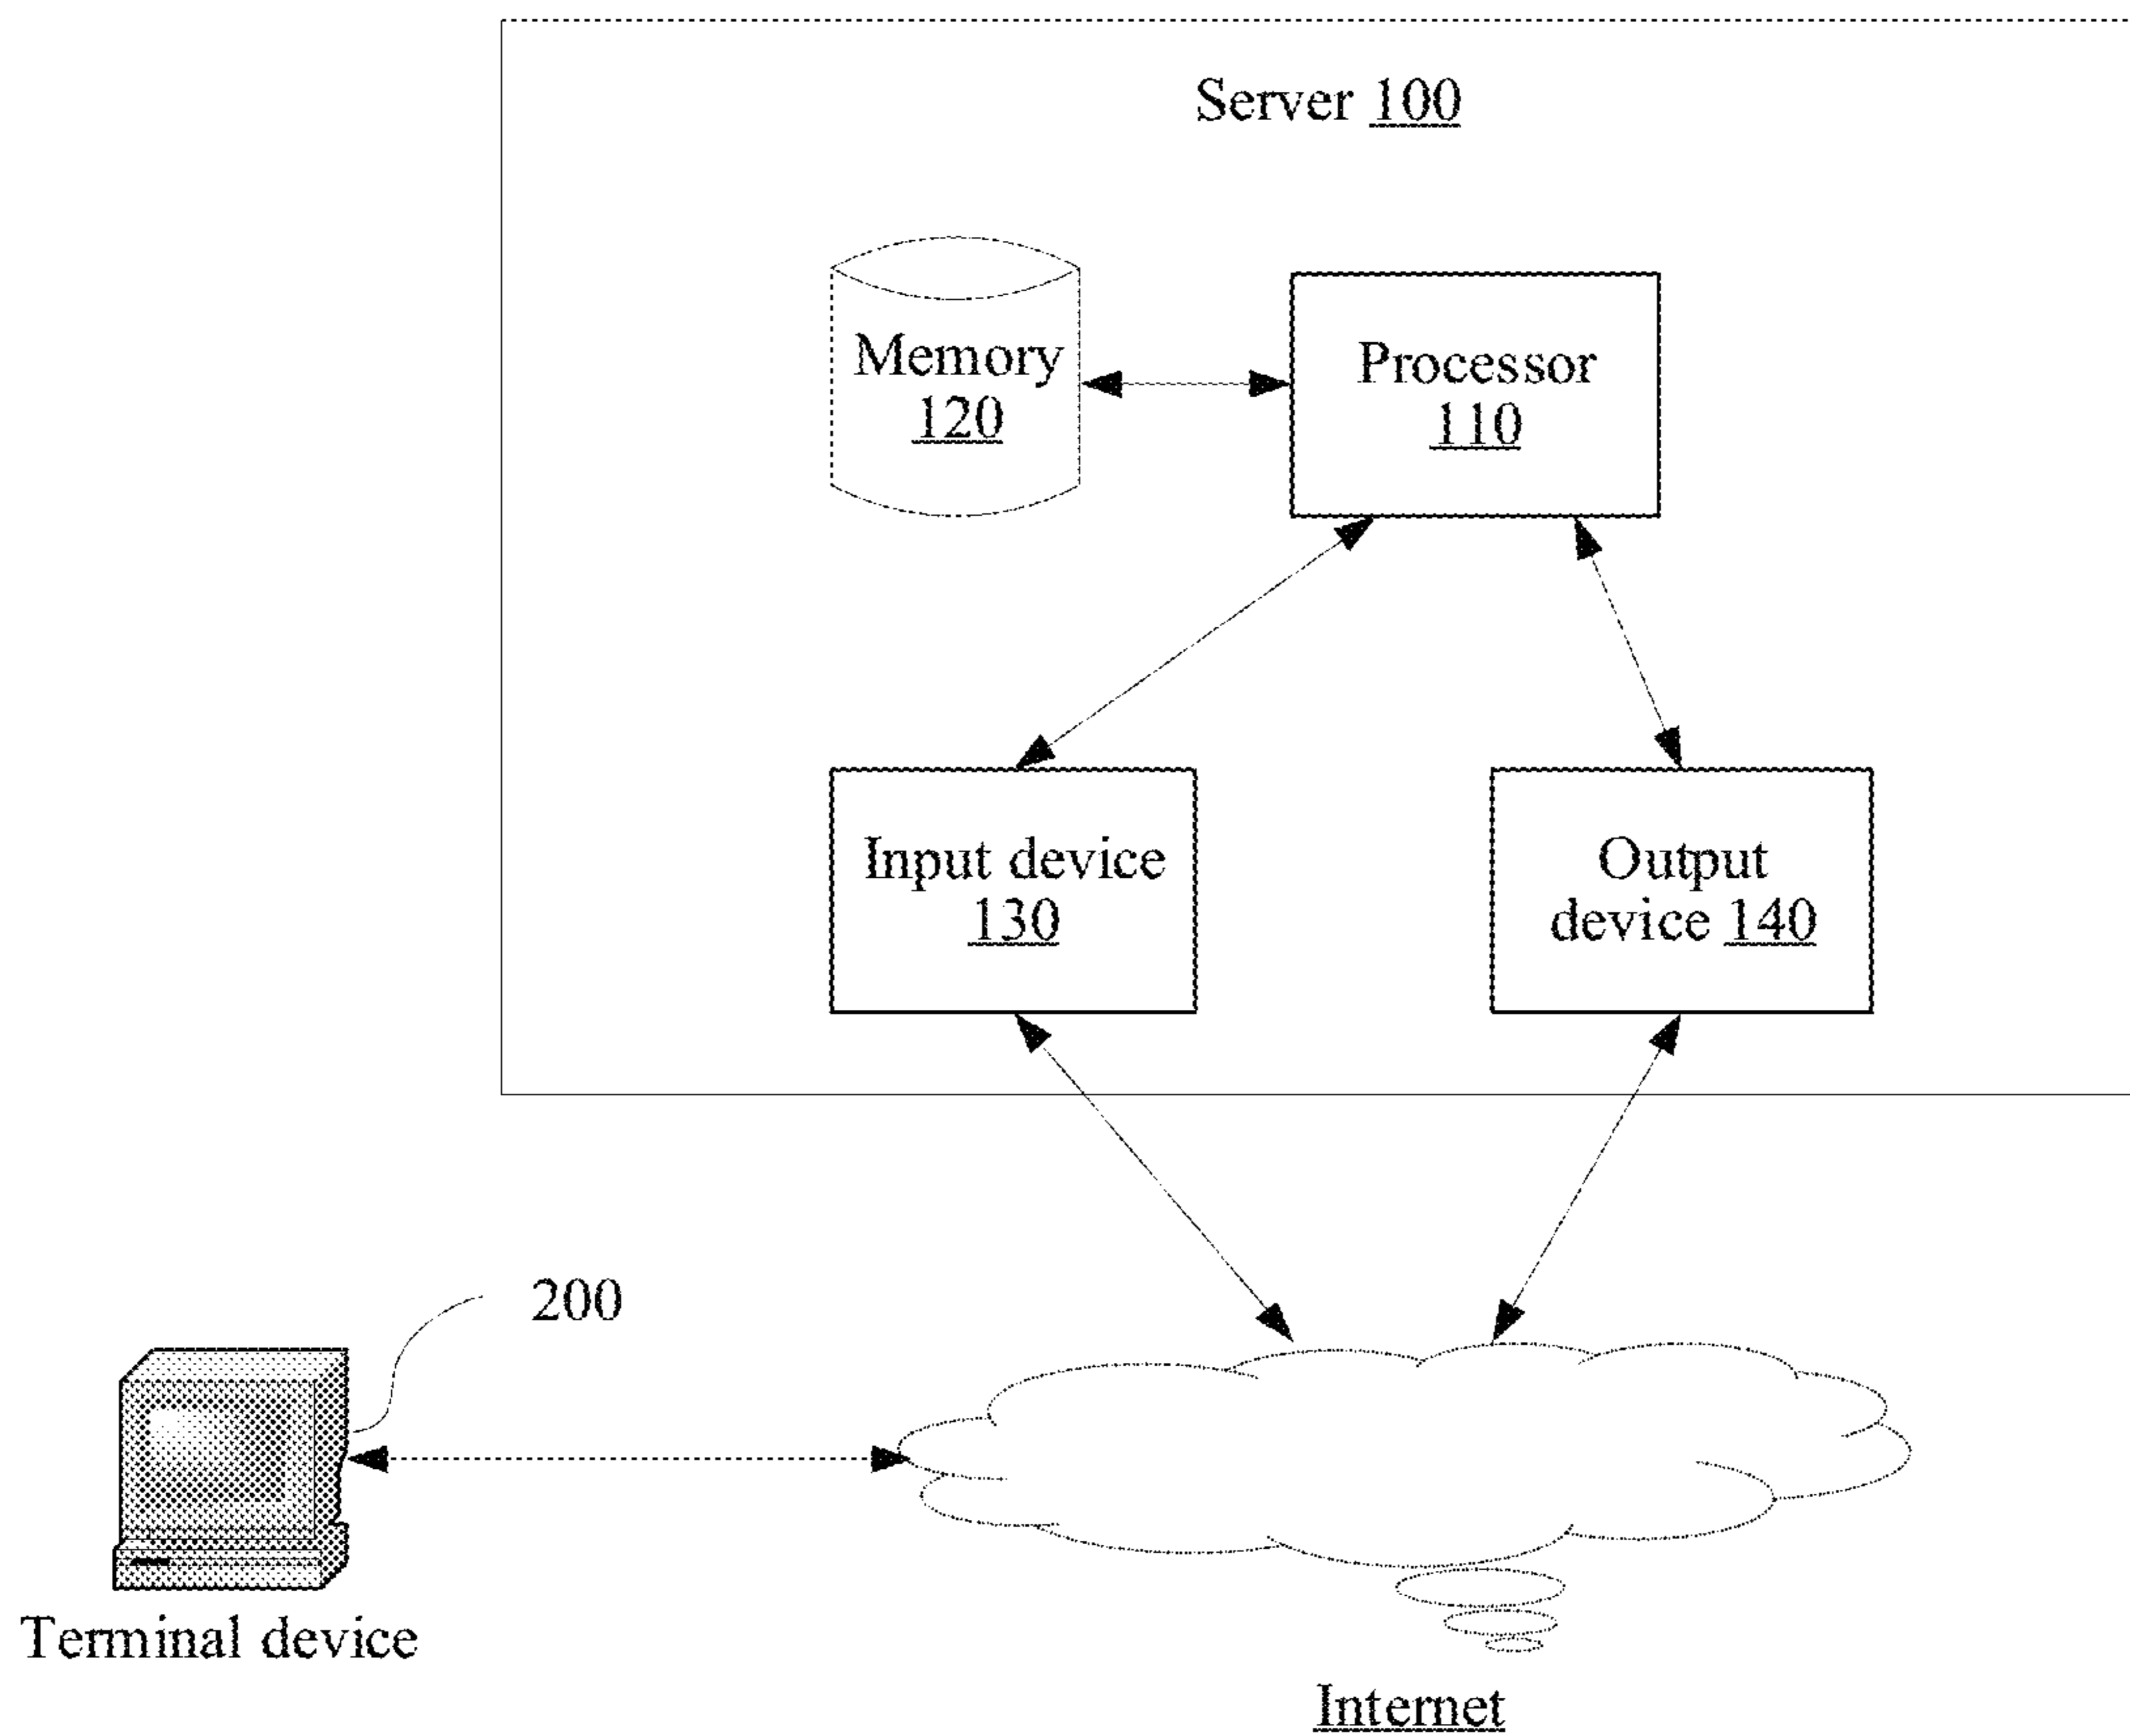 Server 100
Memory
120
Processor
110
Input device
130
Output
device 140
200
Terminal device
Internet